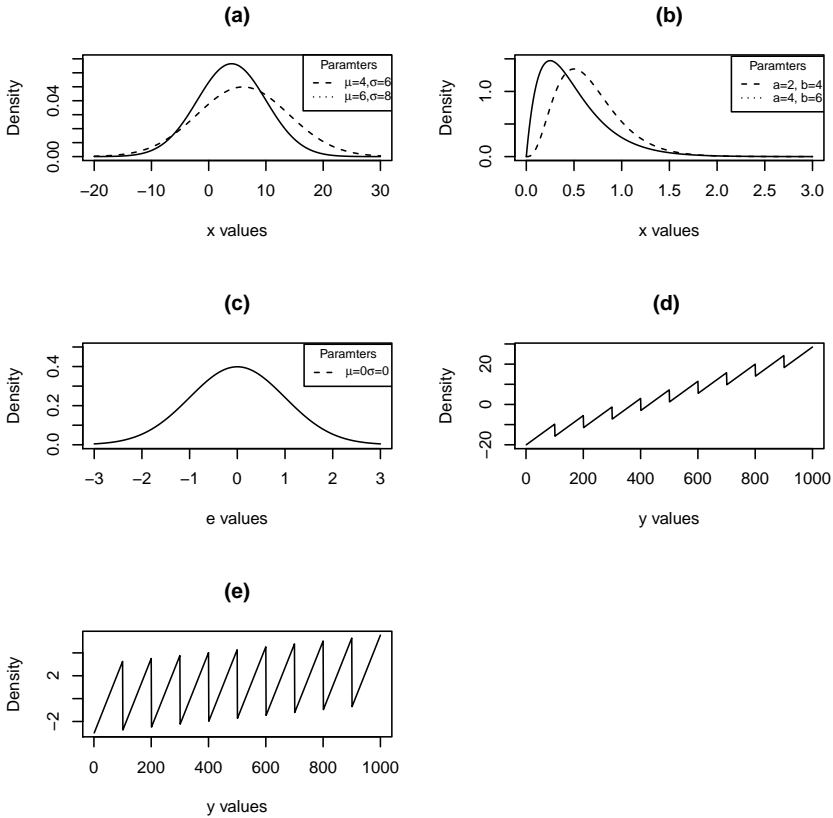 (a)
Density
0.00 0.04
−20 −10 0 10 20 30
x values
Paramters
μ=4,σ=6
μ=6,σ=8
(b)
Density
0.0 1.0
0.0 0.5 1.0 1.5 2.0 2.5 3.0
x values
Paramters
a=2, b=4
a=4, b=6
(c)
Density
0.0 0.2 0.4
−3 −2 −1 0 1 2 3
e values
Paramters
μ=0σ=0
(d)
Density
−20 0 20
0 200 400 600 800 1000
y values
(e)
Density
−2 2
0 200 400 600 800 1000
y values